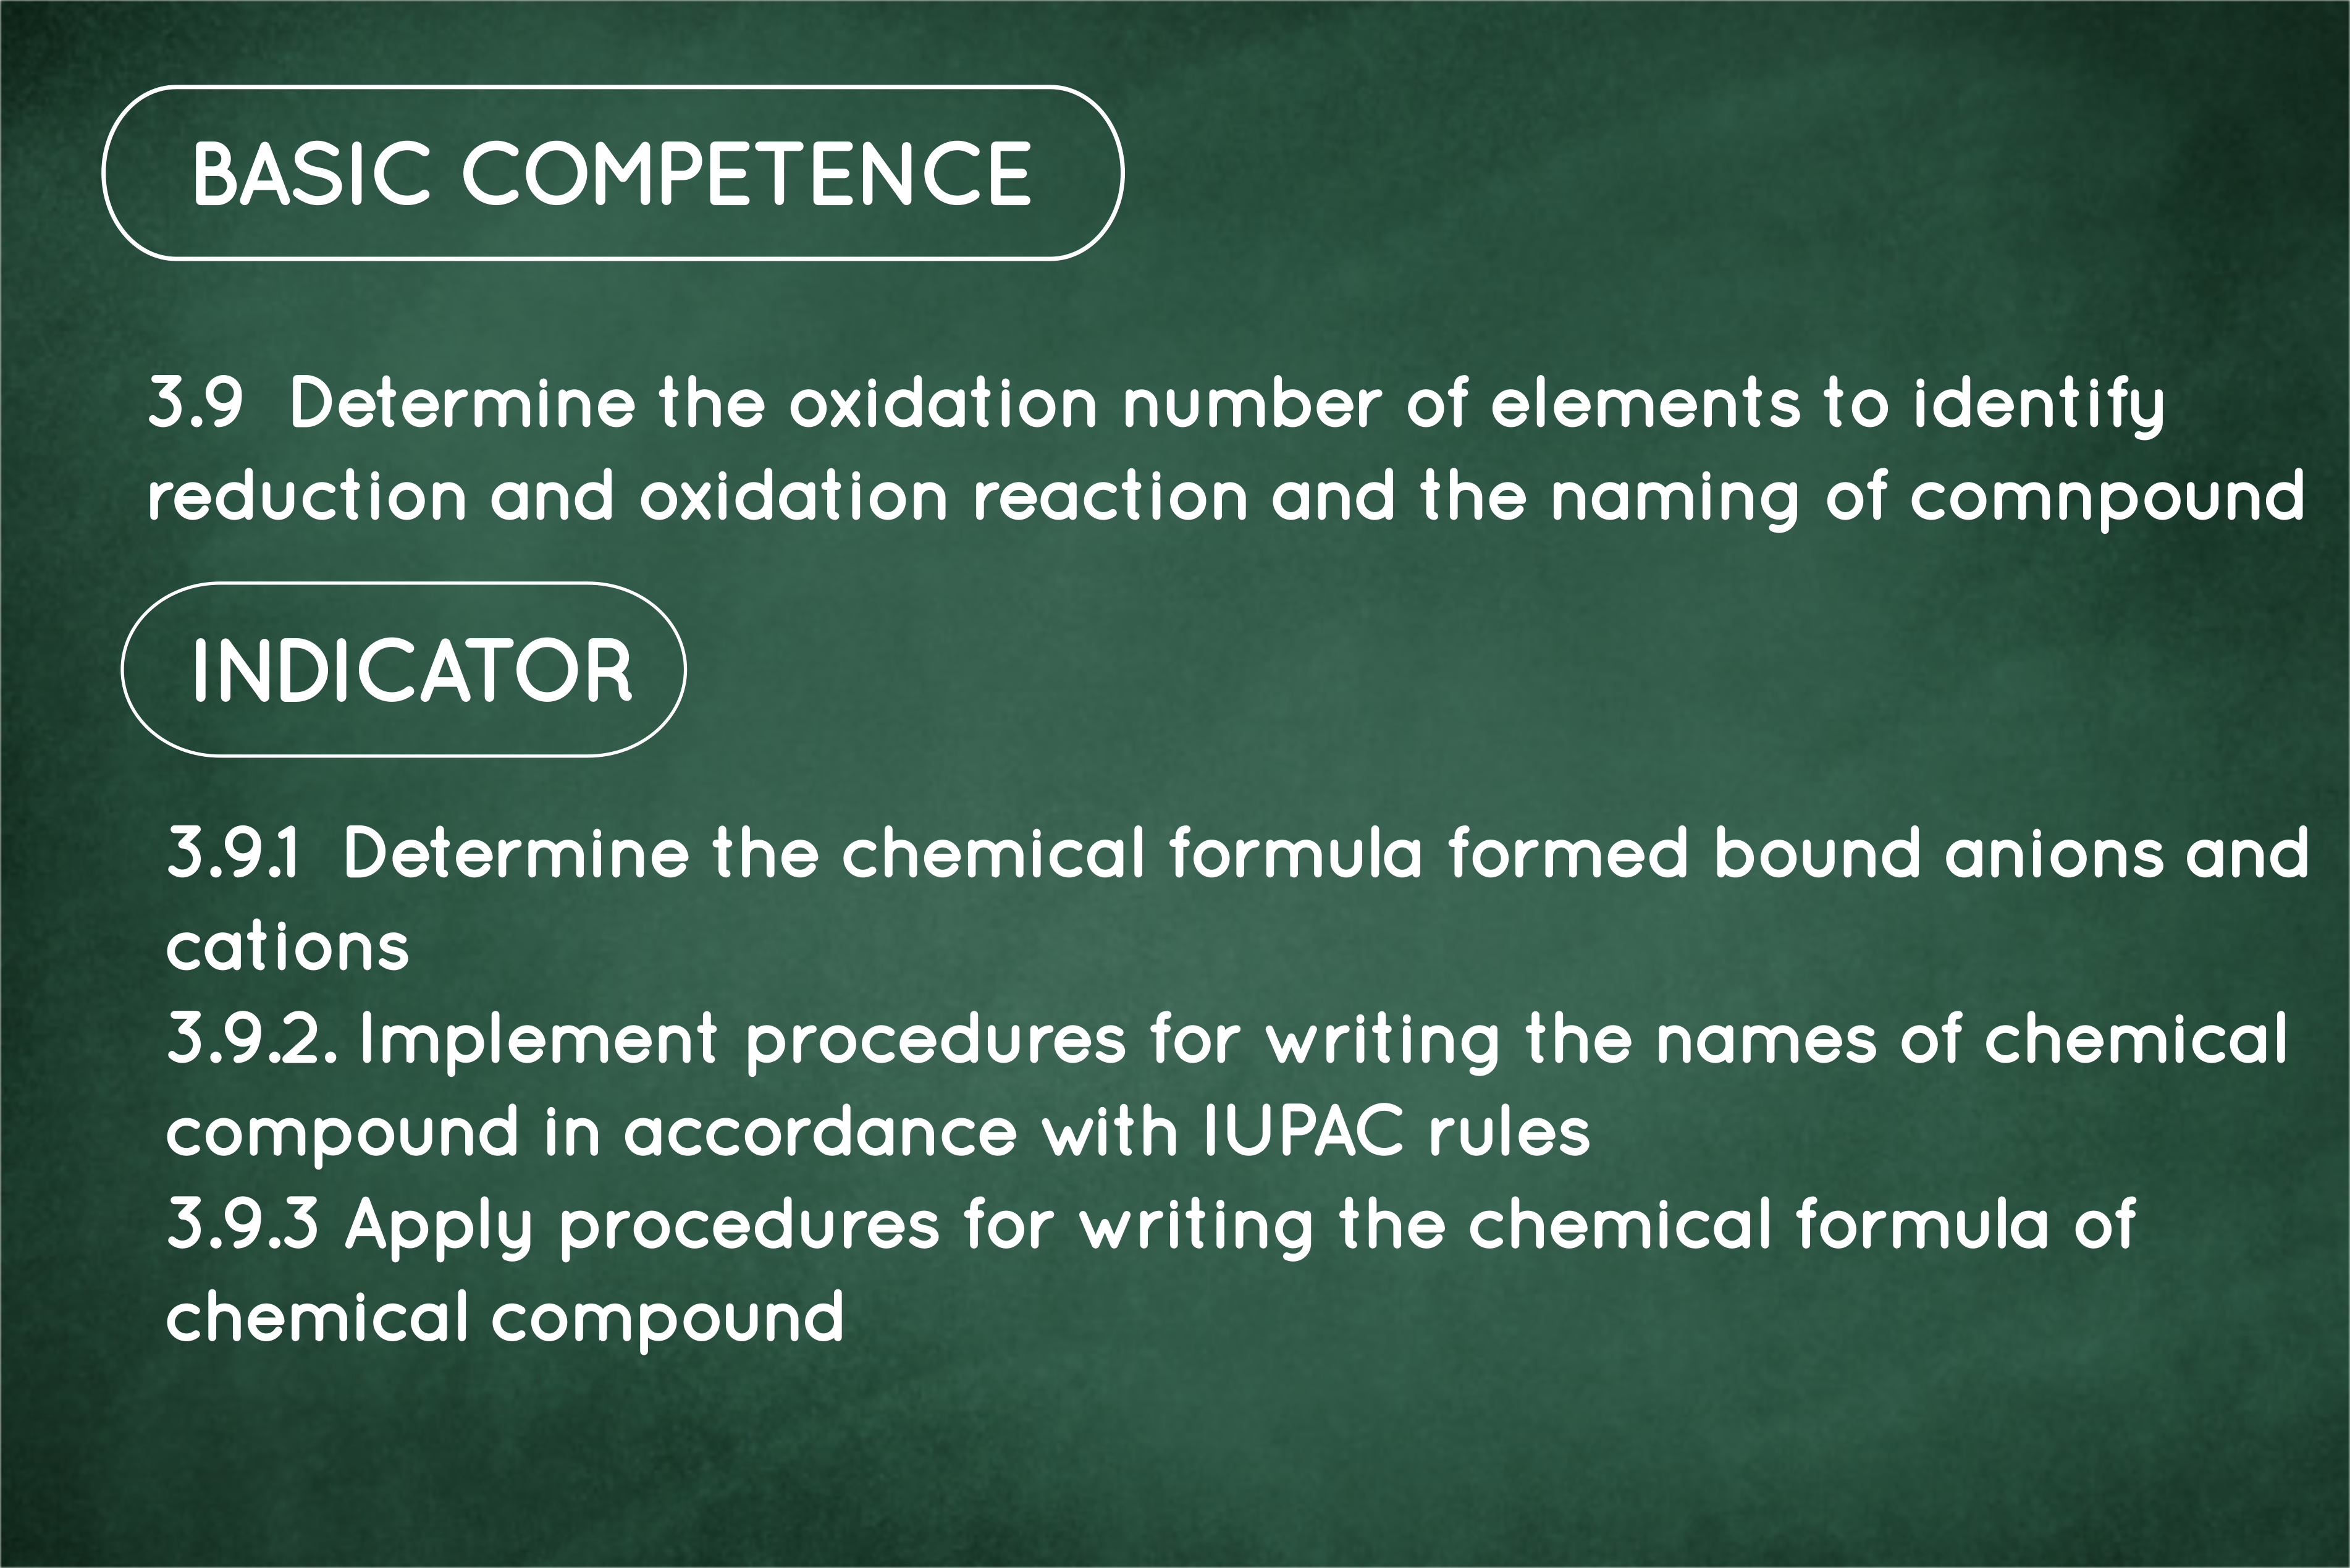 BASIC COMPETENCE
3.9 Determine the oxidation number of elements to identify
reduction and oxidation reaction and the naming of comnpound
INDICATOR
3.9.1 Determine the chemical formula formed bound anions and
cations
3.9.2. Implement procedures for writing the names of chemical
compound in accordance with IUPAC rules
3.9.3 Apply procedures for writing the chemical formula of
chemical compound